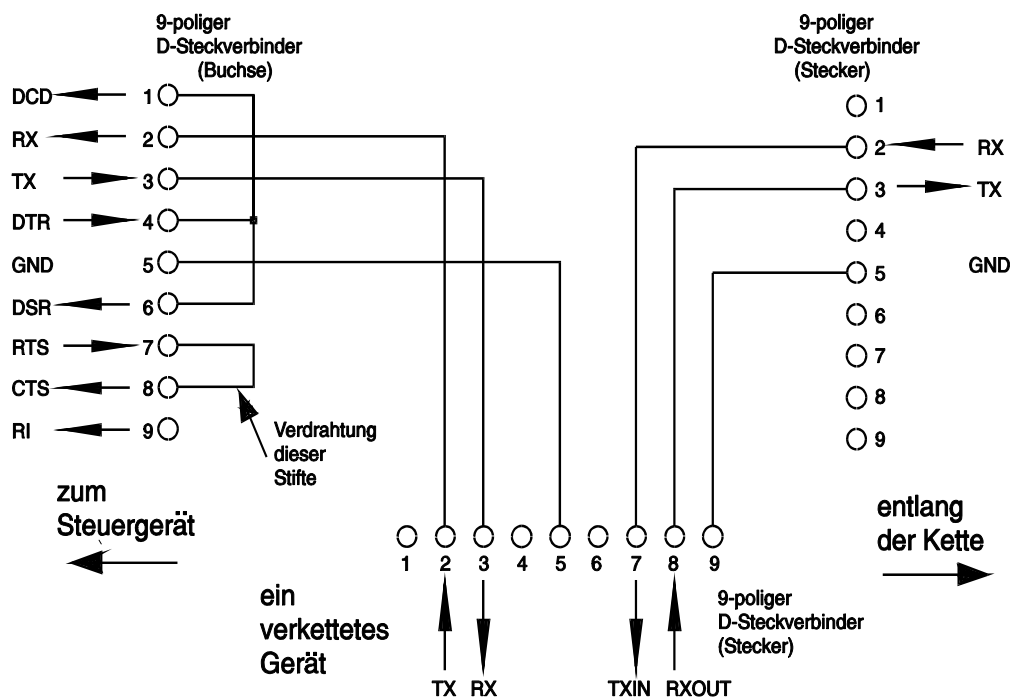 9-poliger
D-Steckverbinder
(Buchse)
9-poliger
D-Steckverbinder
(Stecker)
DCD 1
RX 2
TX 3
DTR 4
GND 5
DSR 6
RTS 7
CTS 8
RI 9
1
2 RX
3 TX
4
5 GND
6
7
8
9
Verdrahtung
dieser
Stifte
zum
Steuergerät
entlang
der Kette
1 2 3 4 5 6 7 8 9
ein
verkettetes
Gerät
9-poliger
D-Steckverbinder
(Stecker)
TX RX TXIN RXOUT